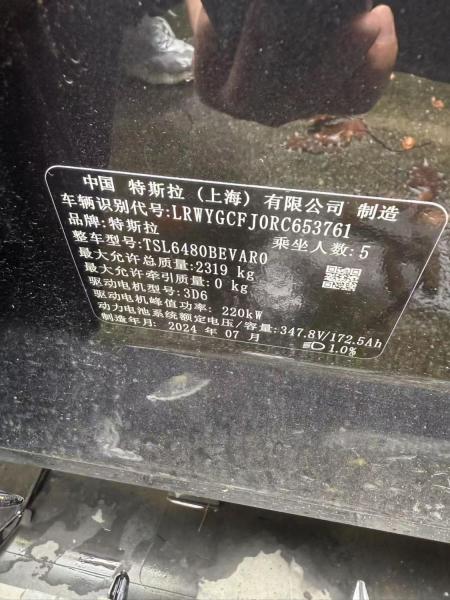 中国 特斯拉（上海）有限公司 制造
车辆识别代号:LRWYGCFJ0RC653761
品牌:特斯拉 乘坐人数:5
整车型号:TSL6480BEVAR0
最大允许总质量:2319 kg
最大允许牵引质量:0 kg
驱动电机型号:3D6
驱动电机峰值功率: 220kW
动力电池系统额定电压/容量:347.8V/172.5Ah
制造年月: 2024 年 07 月 1.0%